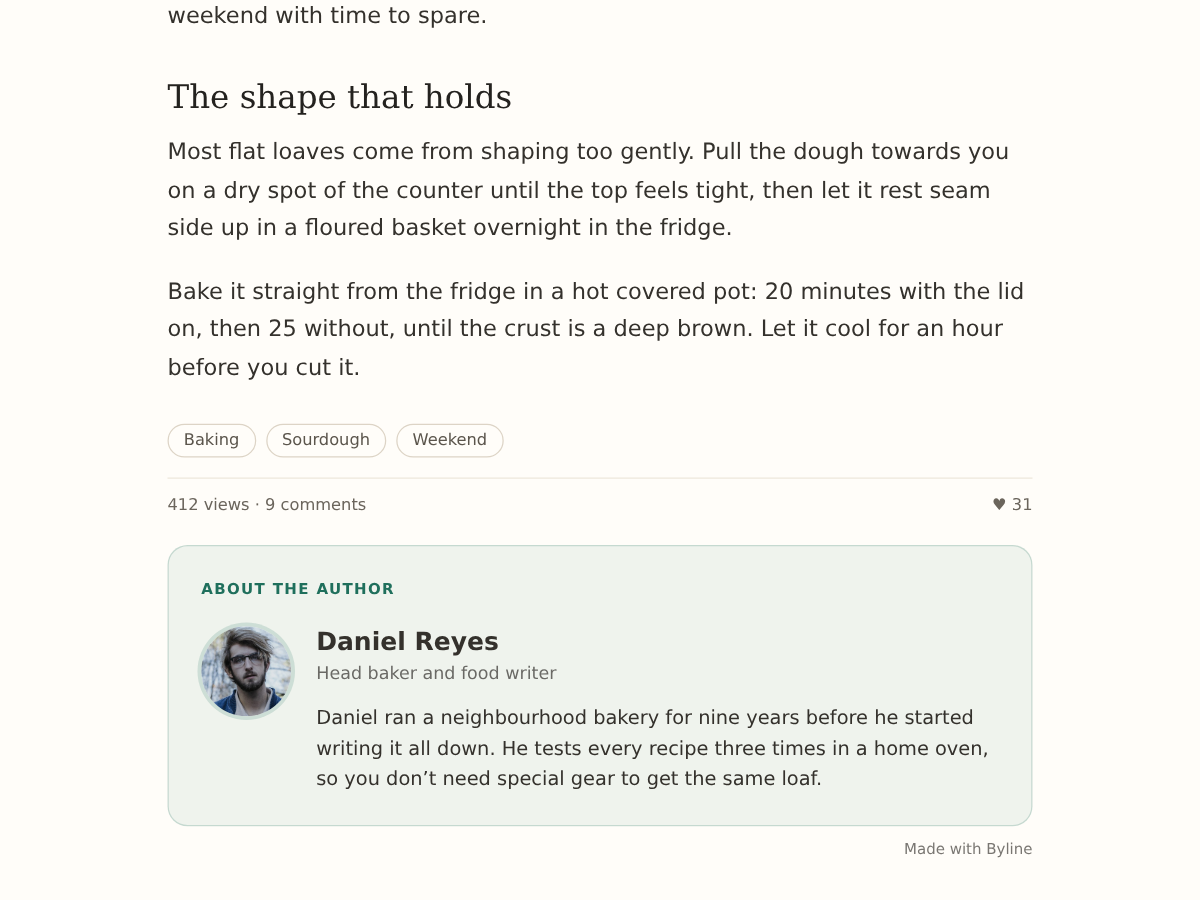 weekend with time to spare.
The shape that holds
Most flat loaves come from shaping too gently. Pull the dough towards you
on a dry spot of the counter until the top feels tight, then let it rest seam
side up in a floured basket overnight in the fridge.
Bake it straight from the fridge in a hot covered pot: 20 minutes with the lid
on, then 25 without, until the crust is a deep brown. Let it cool for an hour
before you cut it.
Baking Sourdough Weekend
412 views · 9 comments ♥ 31
ABOUT THE AUTHOR
Daniel Reyes
Head baker and food writer
Daniel ran a neighbourhood bakery for nine years before he started
writing it all down. He tests every recipe three times in a home oven,
so you don’t need special gear to get the same loaf.
Made with Byline